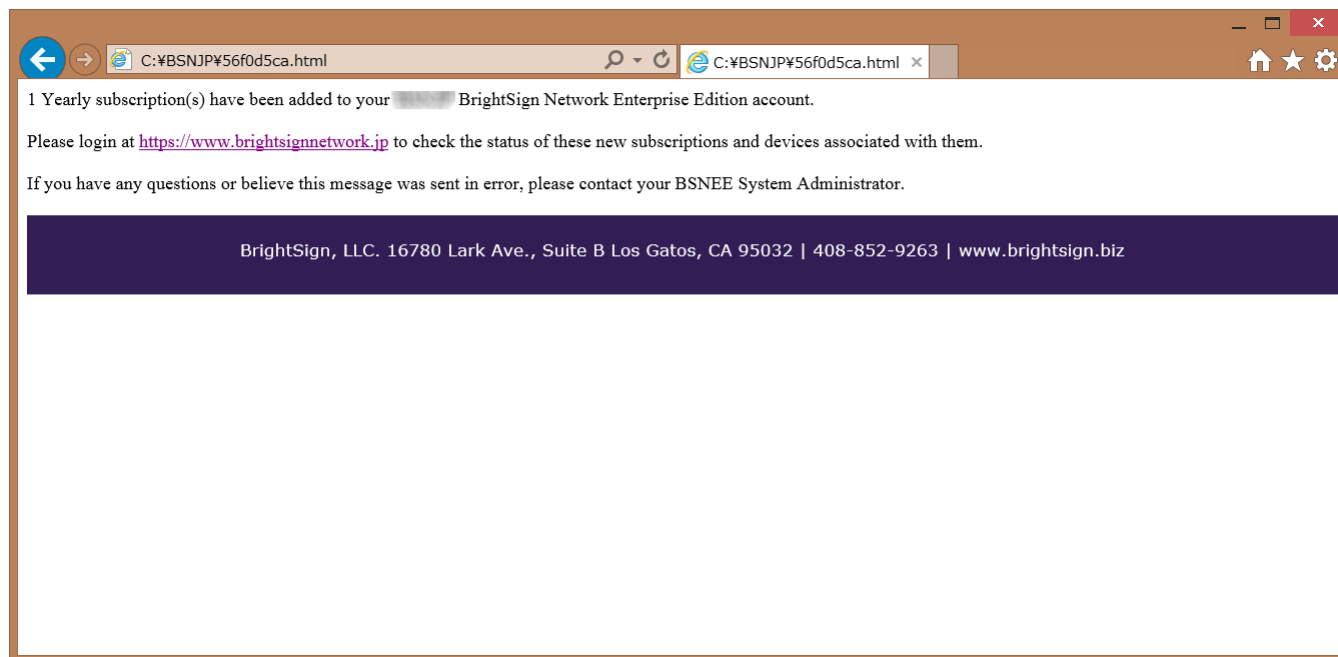 C:¥BSNJP¥56f0d5ca.html
C:¥BSNJP¥56f0d5ca.html
1 Yearly subscription(s) have been added to your BrightSign Network Enterprise Edition account.
Please login at https://www.brightsignnetwork.jp to check the status of these new subscriptions and devices associated with them.
If you have any questions or believe this message was sent in error, please contact your BSNEE System Administrator.
BrightSign, LLC. 16780 Lark Ave., Suite B Los Gatos, CA 95032 | 408-852-9263 | www.brightsign.biz